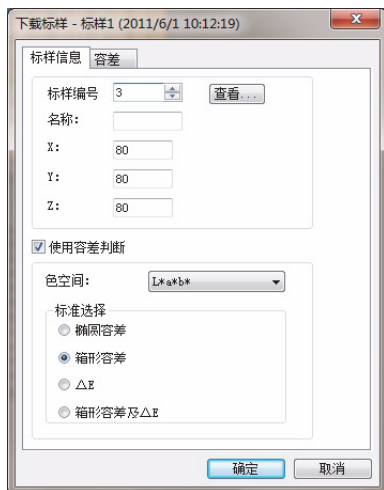 下载标样 - 标样1 (2011/6/1 10:12:19)
标样信息 容差
标样编号 3 查看...
名称:
X: 80
Y: 80
Z: 80
使用容差判断
色空间: L*a*b*
标准选择
椭圆容差
箱形容差
△E
箱形容差及△E
确定 取消